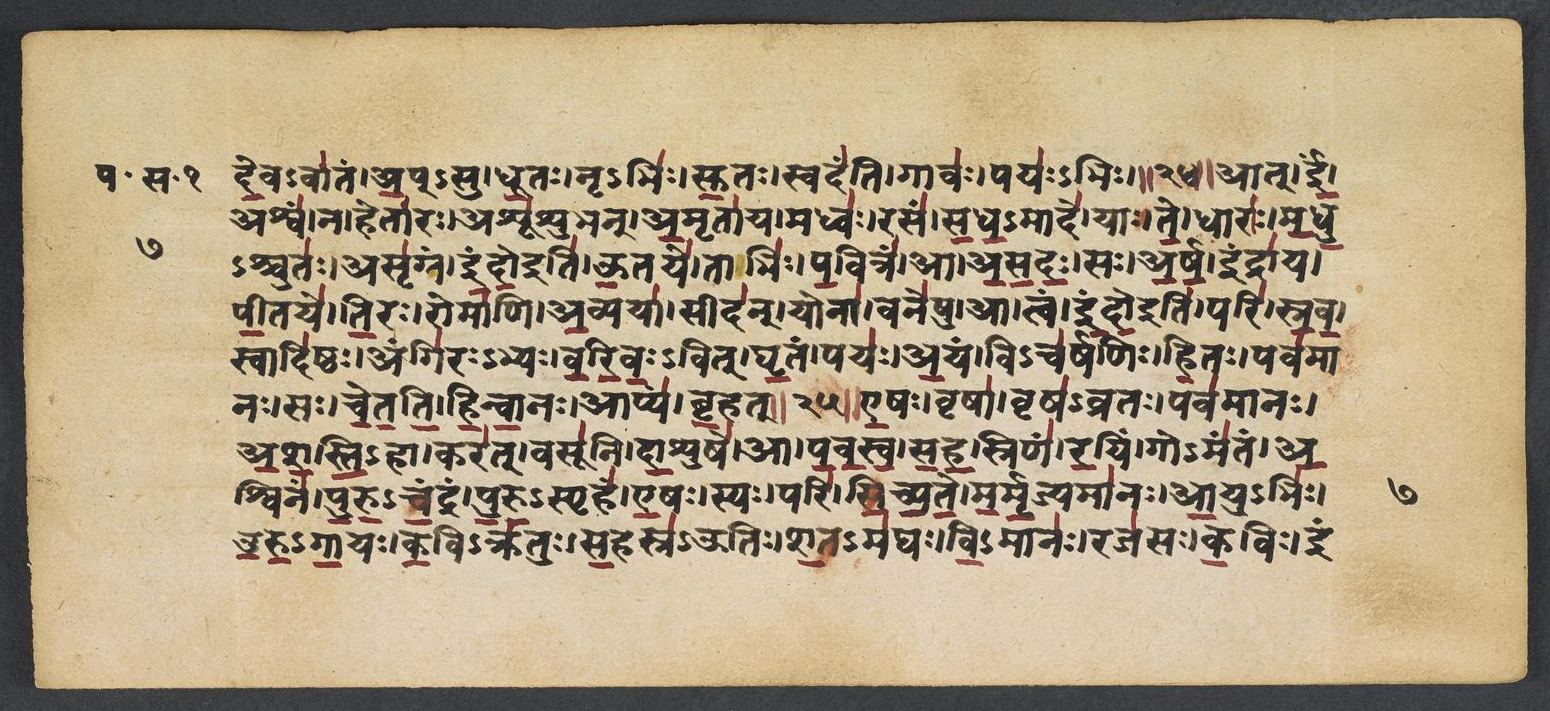 प॰ स॰ १ देवऽवातं।अप्ऽसु।धूतः।नृऽभिः।सुतः।स्वदंति।गावः।पयःऽभिः॥२४॥आत्।ईं।
अश्वं।न।हेतारः।अशूशुभन्।अमृताय।मध्वः।रसं।सधऽमादे।याः।ते।धाराः।मधु
७
ऽश्चुतः।असृग्रं।इंदो इति।ऊतये।ताभिः।पवित्रं।आ।असदः।सः।अर्ष।इंद्राय।
पीतये।तिरः।रोमाणि।अव्यया।सीदन्।योना।वनेषु।आ।त्वं।इंदो इति।परि।स्रव।
स्वादिष्ठः।अंगिरःऽभ्यः।वरिवःऽवित्।घृतं।पयः।अयं।विऽचर्षणिः।हितः।पवमा
नः।सः।चेतति।हिन्वानः।आप्यं।बृहत्॥२५॥एषः।वृषा।वृषऽव्रतः।पवमानः।
अशस्तिऽहा।करत्।वसूनि।दाशुषे।आ।पवस्व।सहस्रिणं।रयिं।गोऽमंतं।अ
श्विनं।पुरुऽचंद्रं।पुरुऽस्पृहं।एषः।स्यः।परि।सिच्यते।मर्मृज्यमानः।आयुऽभिः।
७
उरुऽगायः।कविऽक्रतुः।सहस्रऽऊतिः।शतऽमघः।विऽमानः।रजसः।कविः।इं